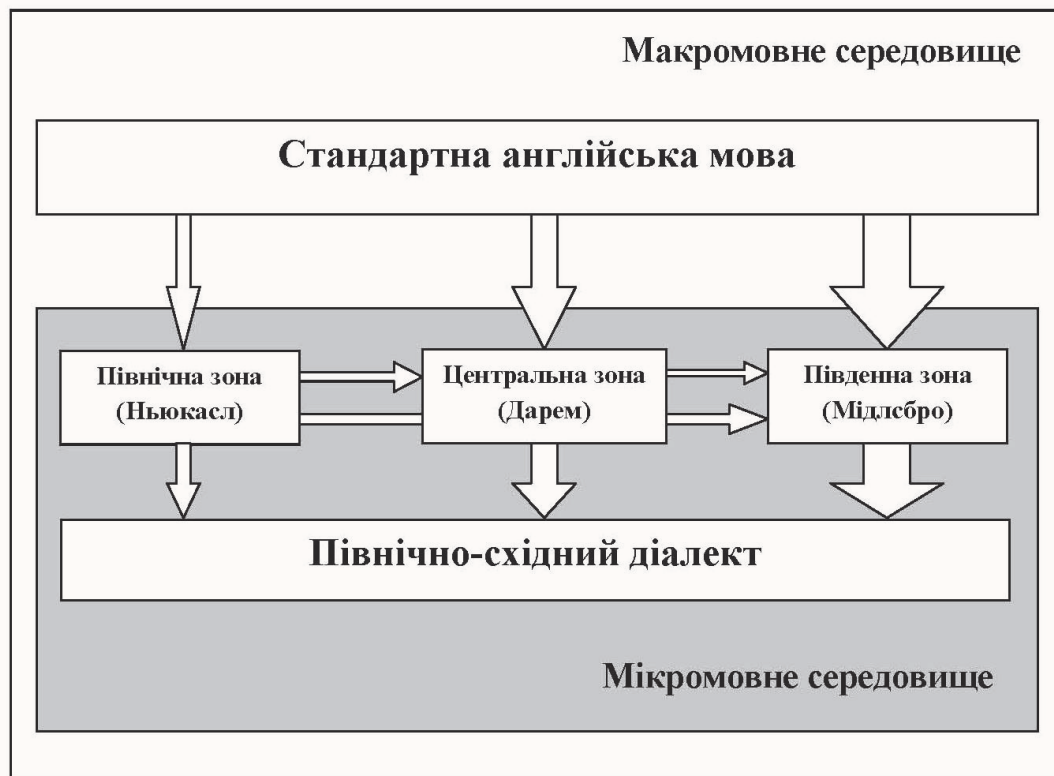 Макромовне середовище
Стандартна англійська мова
Північна зона
(Ньюкасл)
Центральна зона
(Дарем)
Південна зона
(Мідлсбро)
Північно-східний діалект
Мікромовне середовище